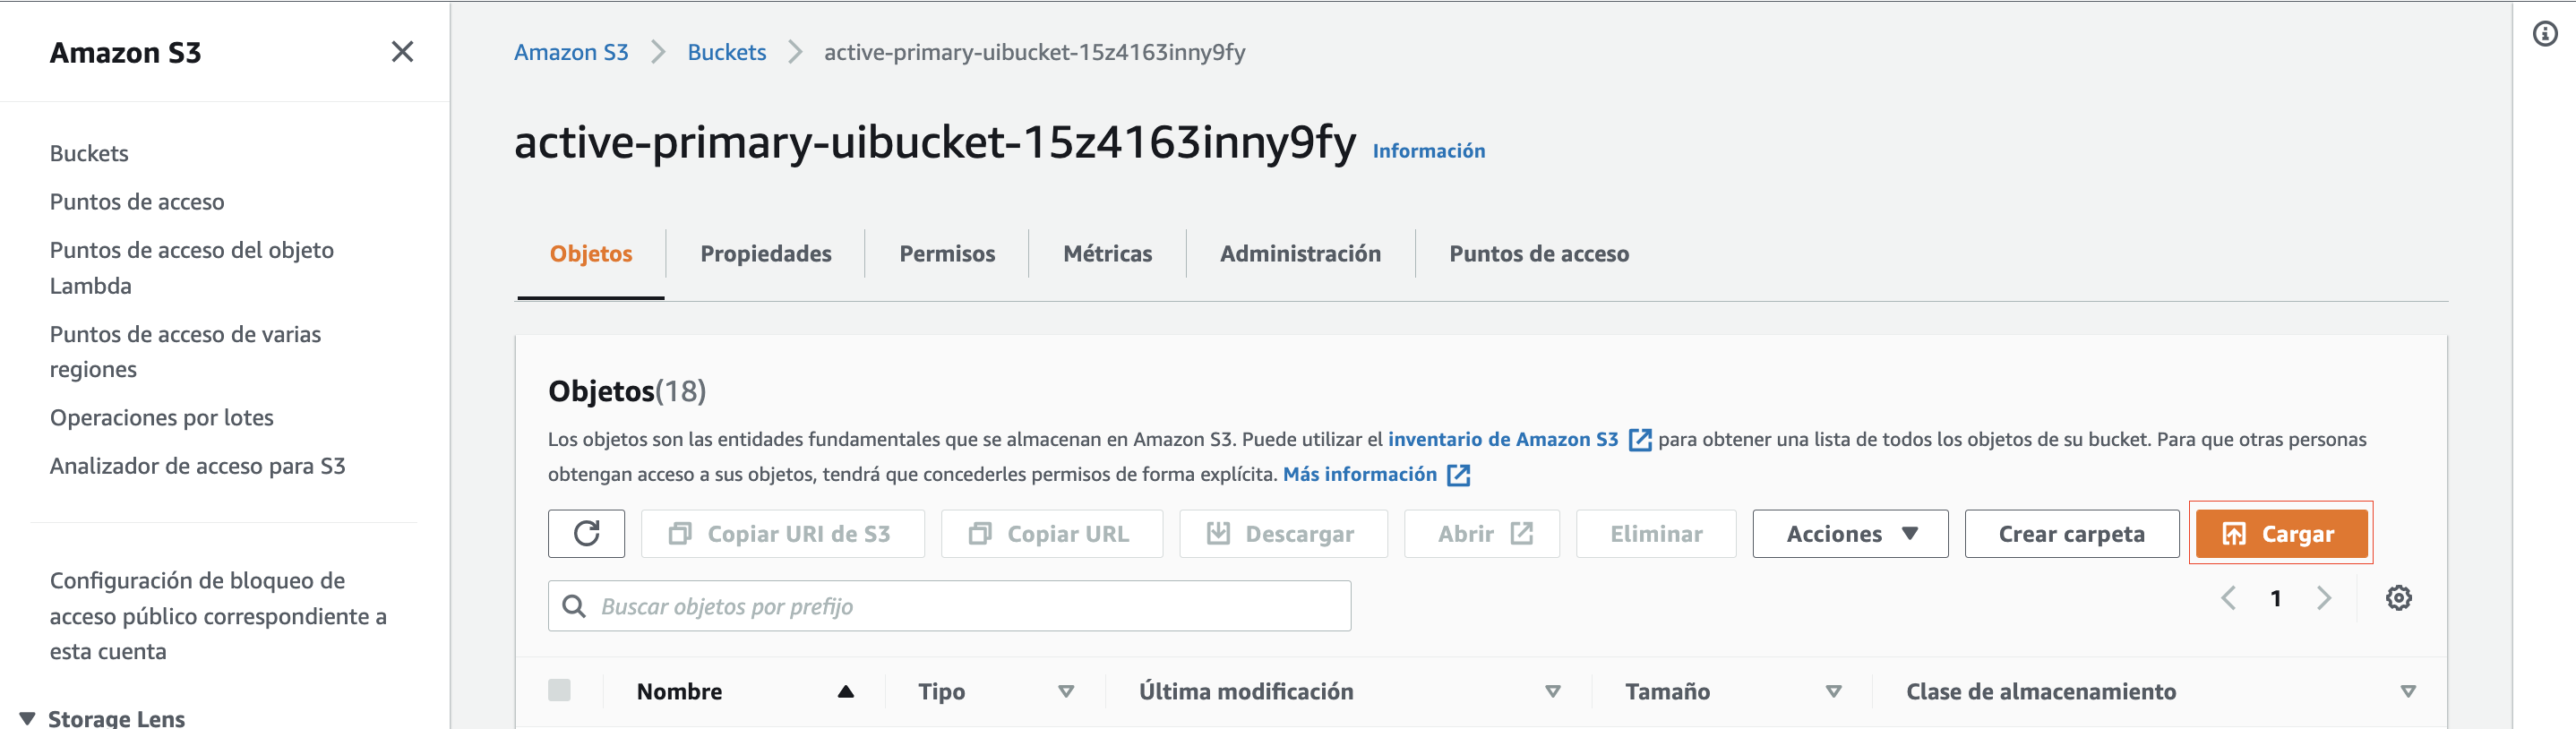 Amazon S3
Buckets
Puntos de acceso
Puntos de acceso del objeto
Lambda
Puntos de acceso de varias
regiones
Operaciones por lotes
Analizador de acceso para S3
Configuración de bloqueo de
acceso público correspondiente a
esta cuenta
Storage Lens
Amazon S3 Buckets active-primary-uibucket-15z4163inny9fy
active-primary-uibucket-15z4163inny9fy Información
Objetos Propiedades Permisos Métricas Administración Puntos de acceso
Objetos(18)
Los objetos son las entidades fundamentales que se almacenan en Amazon S3. Puede utilizar el inventario de Amazon S3 para obtener una lista de todos los objetos de su bucket. Para que otras personas
obtengan acceso a sus objetos, tendrá que concederles permisos de forma explícita. Más información
Copiar URI de S3 Copiar URL Descargar Abrir Eliminar Acciones Crear carpeta Cargar
Buscar objetos por prefijo 1
Nombre Tipo Última modificación Tamaño Clase de almacenamiento